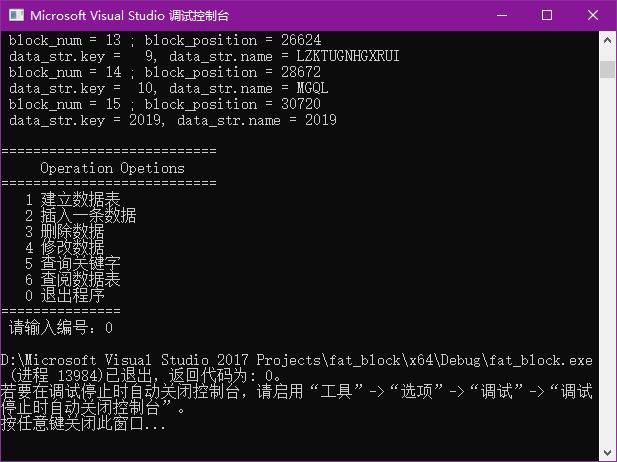 Microsoft Visual Studio 调试控制台
block_num = 13 ; block_position = 26624
data_str.key =   9, data_str.name = LZKTUGNHGXRUI
block_num = 14 ; block_position = 28672
data_str.key =  10, data_str.name = MGQL
block_num = 15 ; block_position = 30720
data_str.key = 2019, data_str.name = 2019
===========================
Operation Opetions
===========================
1 建立数据表
2 插入一条数据
3 删除数据
4 修改数据
5 查询关键字
6 查阅数据表
0 退出程序
===============
请输入编号：0
D:\Microsoft Visual Studio 2017 Projects\fat_block\x64\Debug\fat_block.exe
(进程 13984)已退出，返回代码为: 0。
若要在调试停止时自动关闭控制台，请启用“工具”->“选项”->“调试”->“调试
停止时自动关闭控制台”。
按任意键关闭此窗口...